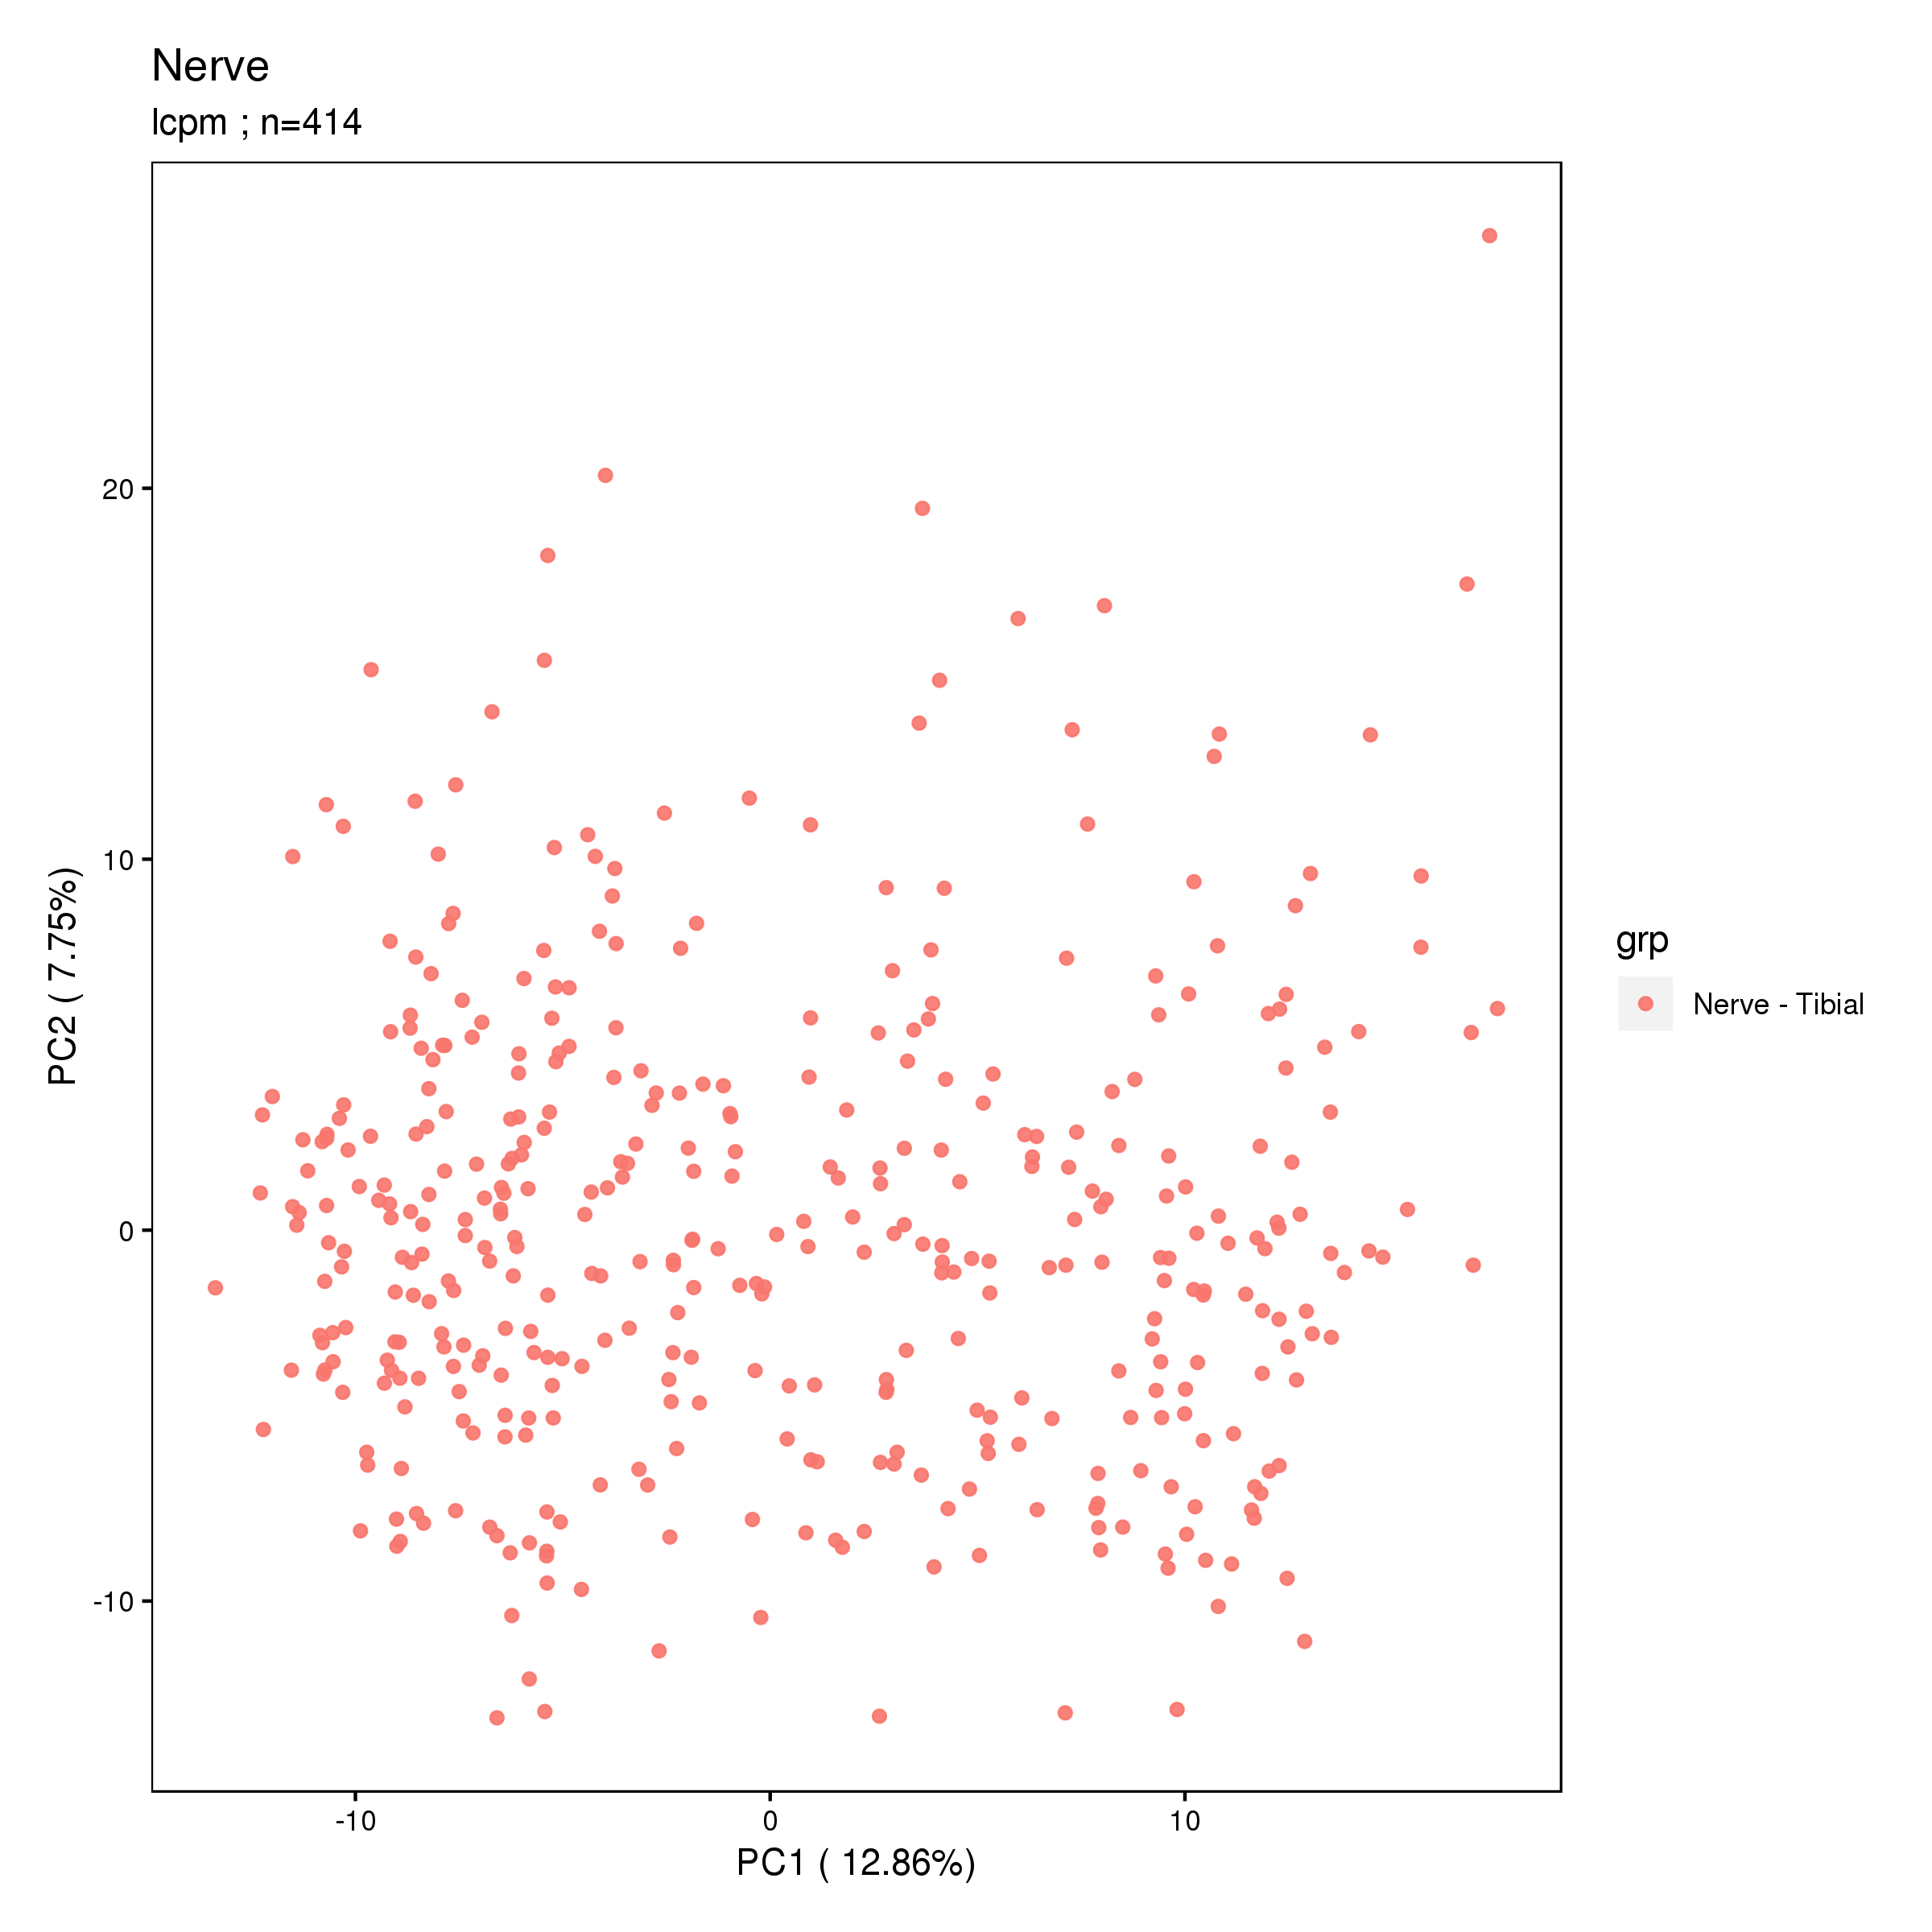 Nerve
lcpm ; n=414
20
10
0
-10
PC2 ( 7.75%)
-10
0
10
PC1 ( 12.86%)
grp
Nerve - Tibial